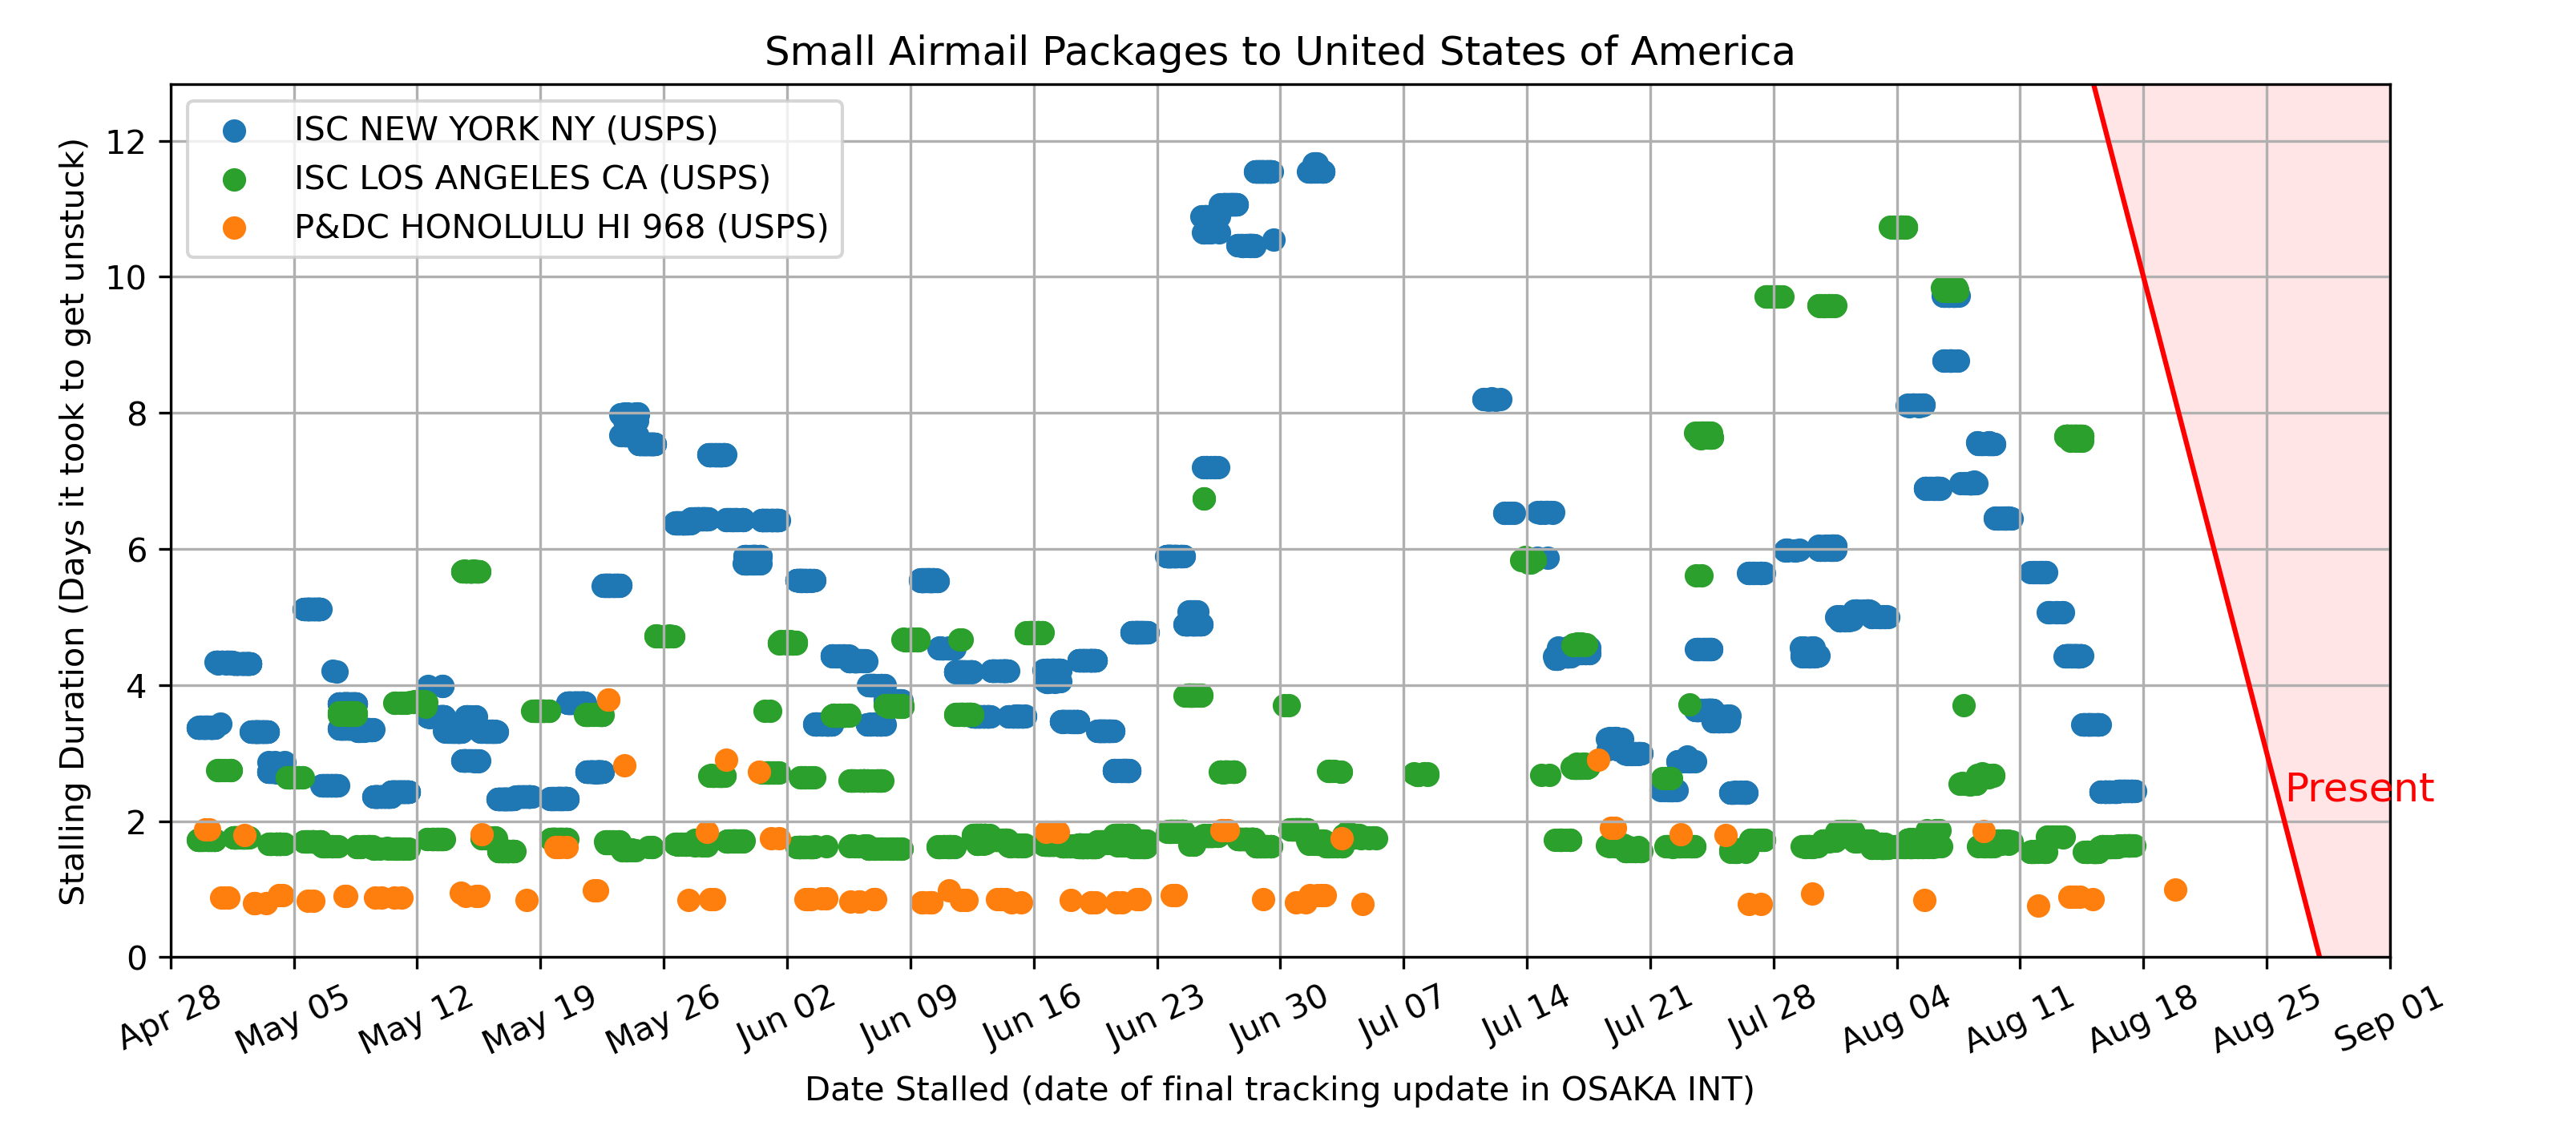 Small Airmail Packages to United States of America
ISC NEW YORK NY (USPS)
ISC LOS ANGELES CA (USPS)
P&DC HONOLULU HI 968 (USPS)
Stalling Duration (Days it took to get unstuck)
12
10
8
6
4
2
0
Present
Apr 28
May 05
May 12
May 19
May 26
Jun 02
Jun 09
Jun 16
Jun 23
Jun 30
Jul 07
Jul 14
Jul 21
Jul 28
Aug 04
Aug 11
Aug 18
Aug 25
Sep 01
Date Stalled (date of final tracking update in OSAKA INT)